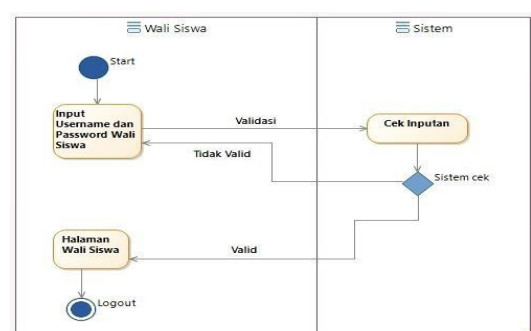 Wali Siswa
Sistem
Start
Input
Username dan
Password Wali
Siswa
Validasi
Cek Inputan
Tidak Valid
Sistem cek
Halaman
Wali Siswa
Valid
Logout